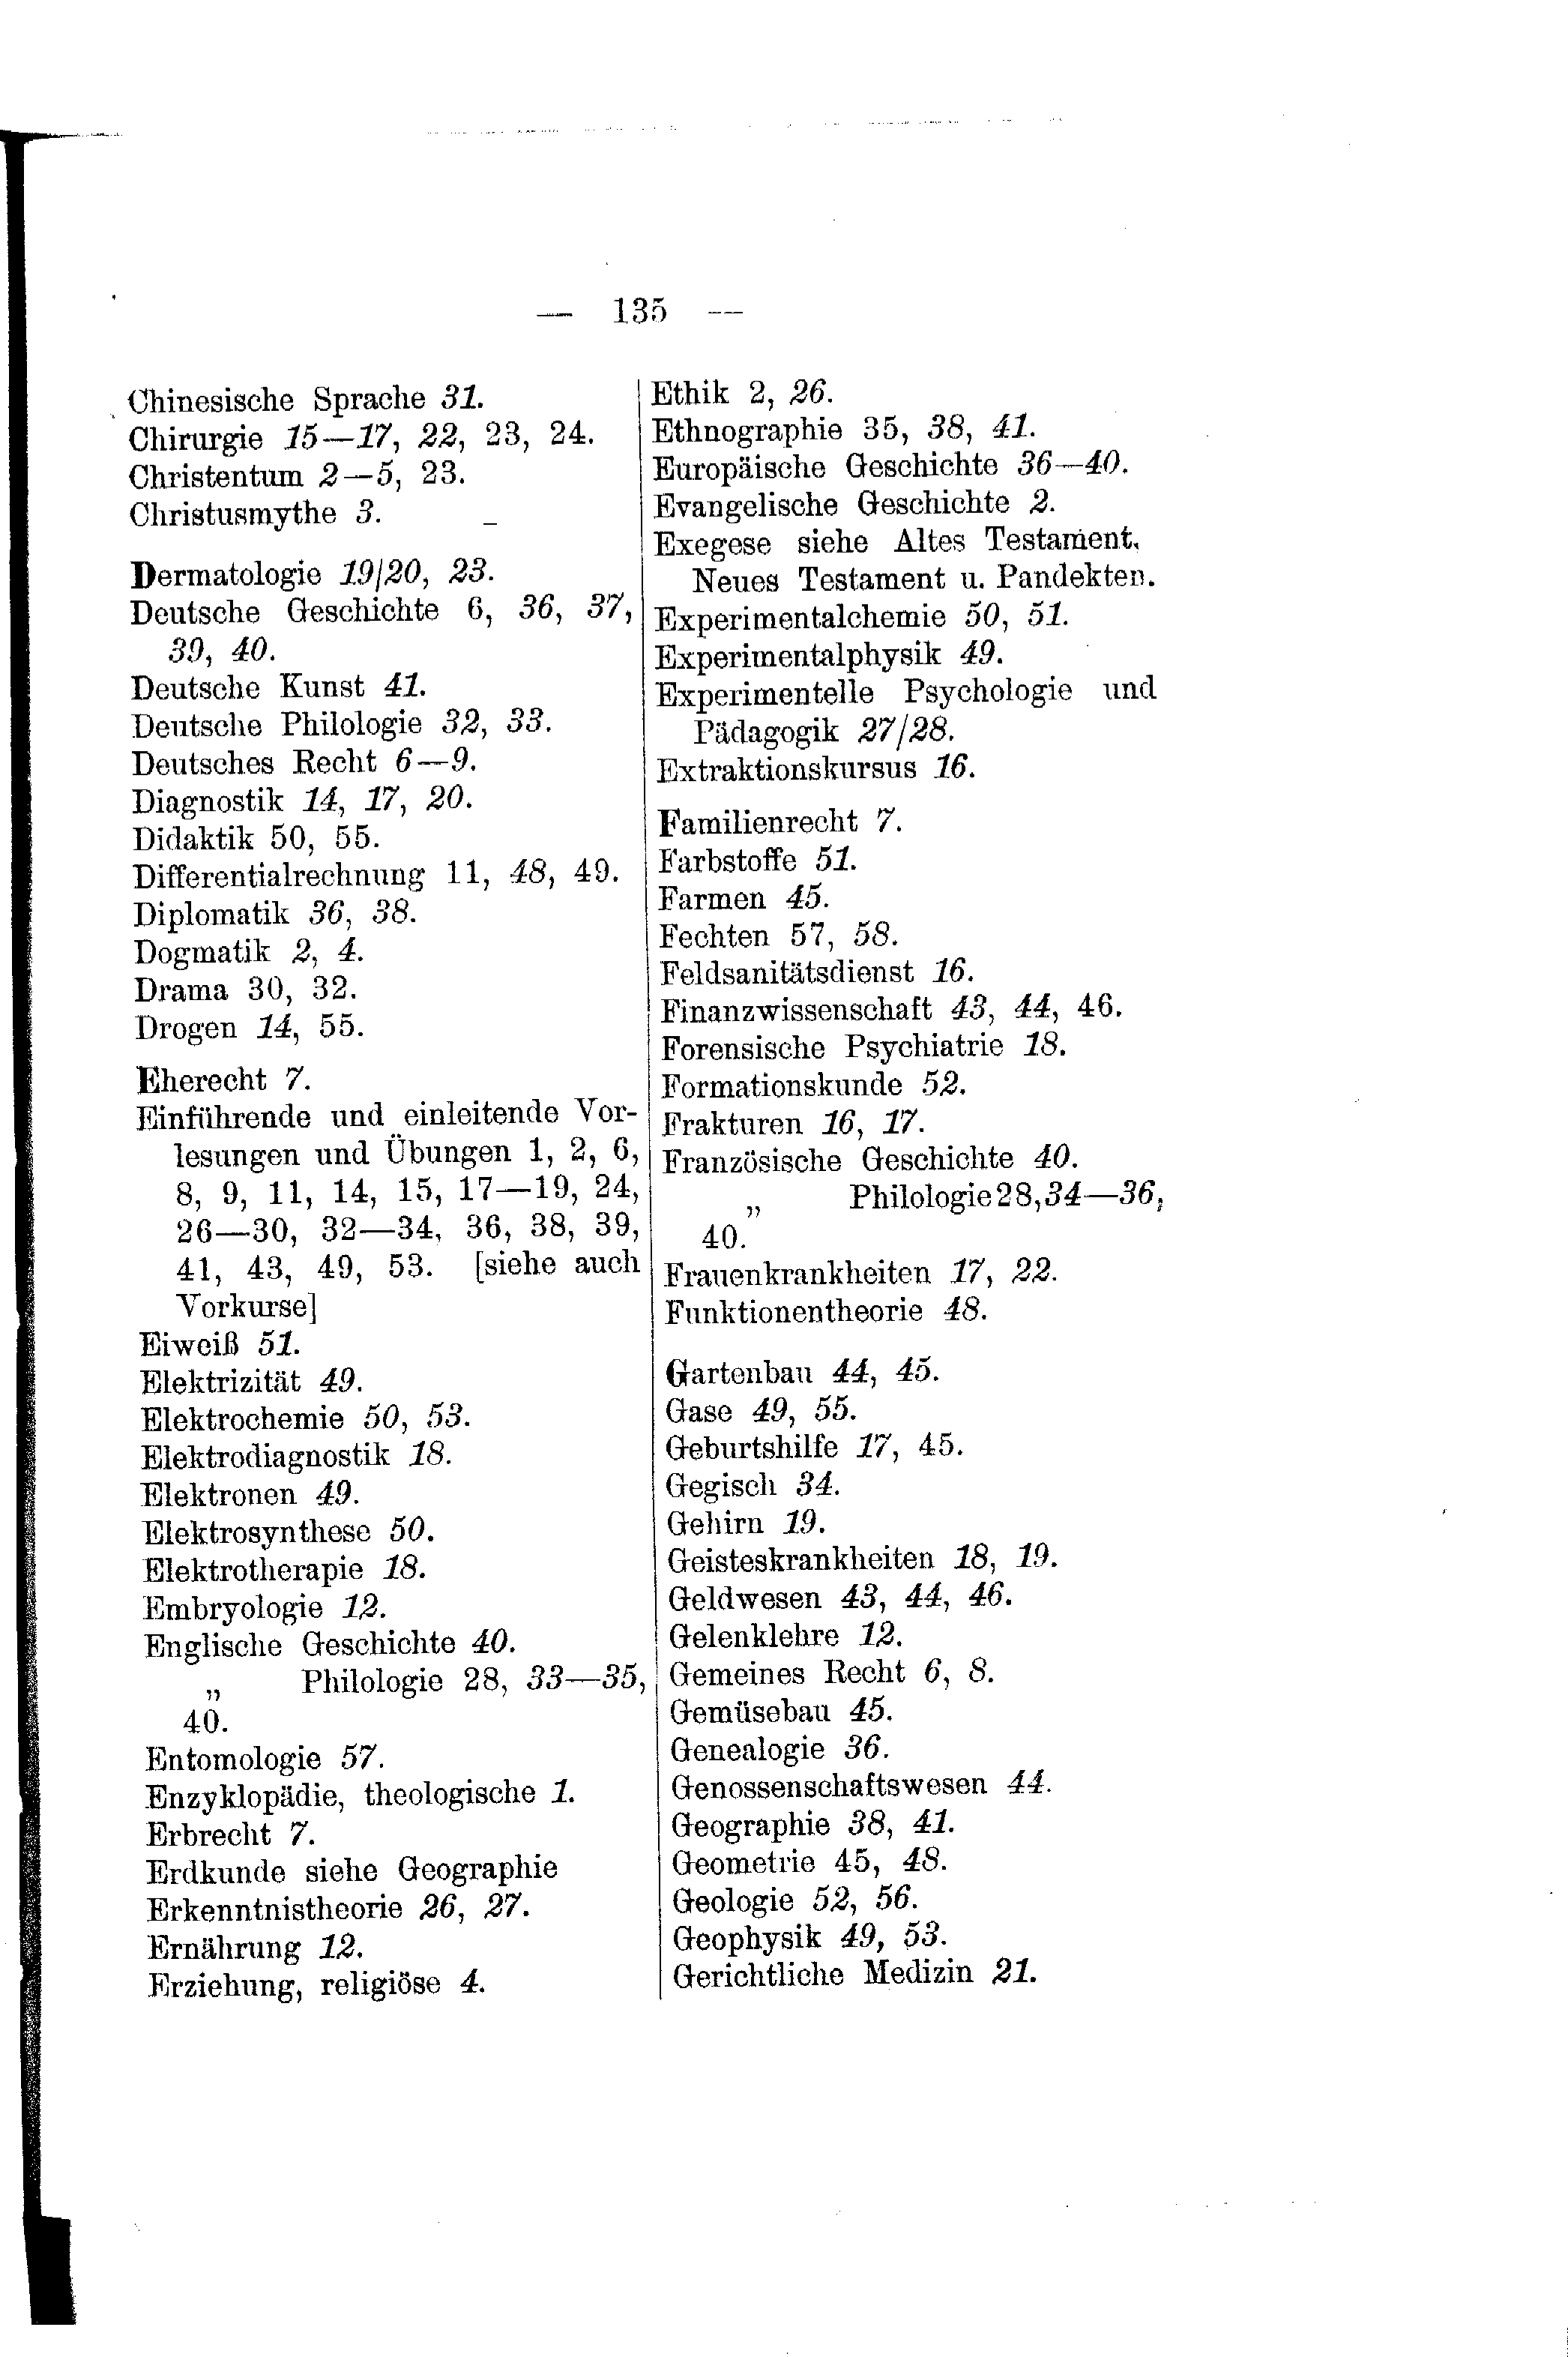 — 135 —
Chinesische Sprache 31.
Chirurgie 15—17, 22, 23, 24.
Christentum 2—5, 23.
Christusmythe 3.
Dermatologie 19/20, 23.
Deutsche Geschichte 6, 36, 37,
39, 40.
Deutsche Kunst 41.
Deutsche Philologie 32, 33.
Deutsches Recht 6—9.
Diagnostik 14, 17, 20.
Didaktik 50, 55.
Differentialrechnung 11, 48, 49.
Diplomatik 36, 38.
Dogmatik 2, 4.
Drama 30, 32.
Drogen 14, 55.
Eherecht 7.
Einführende und einleitende Vor-
lesungen und Übungen 1, 2, 6,
8, 9, 11, 14, 15, 17—19, 24,
26—30, 32—34, 36, 38, 39,
41, 43, 49, 53. [siehe auch
Vorkurse]
Eiweiß 51.
Elektrizität 49.
Elektrochemie 50, 53.
Elektrodiagnostik 18.
Elektronen 49.
Elektrosynthese 50.
Elektrotherapie 18.
Embryologie 12.
Englische Geschichte 40.
„ Philologie 28, 33—35,
40.
Entomologie 57.
Enzyklopädie, theologische 1.
Erbrecht 7.
Erdkunde siehe Geographie
Erkenntnistheorie 26, 27.
Ernährung 12.
Erziehung, religiöse 4.
Ethik 2, 26.
Ethnographie 35, 38, 41.
Europäische Geschichte 36—40.
Evangelische Geschichte 2.
Exegese siehe Altes Testament,
Neues Testament u. Pandekten.
Experimentalchemie 50, 51.
Experimentalphysik 49.
Experimentelle Psychologie und
Pädagogik 27/28.
Extraktionskursus 16.
Familienrecht 7.
Farbstoffe 51.
Farmen 45.
Fechten 57, 58.
Feldsanitätsdienst 16.
Finanzwissenschaft 43, 44, 46.
Forensische Psychiatrie 18.
Formationskunde 52.
Frakturen 16, 17.
Französische Geschichte 40.
„ Philologie 28, 34—36,
40.
Frauenkrankheiten 17, 22.
Funktionentheorie 48.
Gartenbau 44, 45.
Gase 49, 55.
Geburtshilfe 17, 45.
Gegisch 34.
Gehirn 19.
Geisteskrankheiten 18, 19.
Geldwesen 43, 44, 46.
Gelenklehre 12.
Gemeines Recht 6, 8.
Gemüsebau 45.
Genealogie 36.
Genossenschaftswesen 44.
Geographie 38, 41.
Geometrie 45, 48.
Geologie 52, 56.
Geophysik 49, 53.
Gerichtliche Medizin 21.